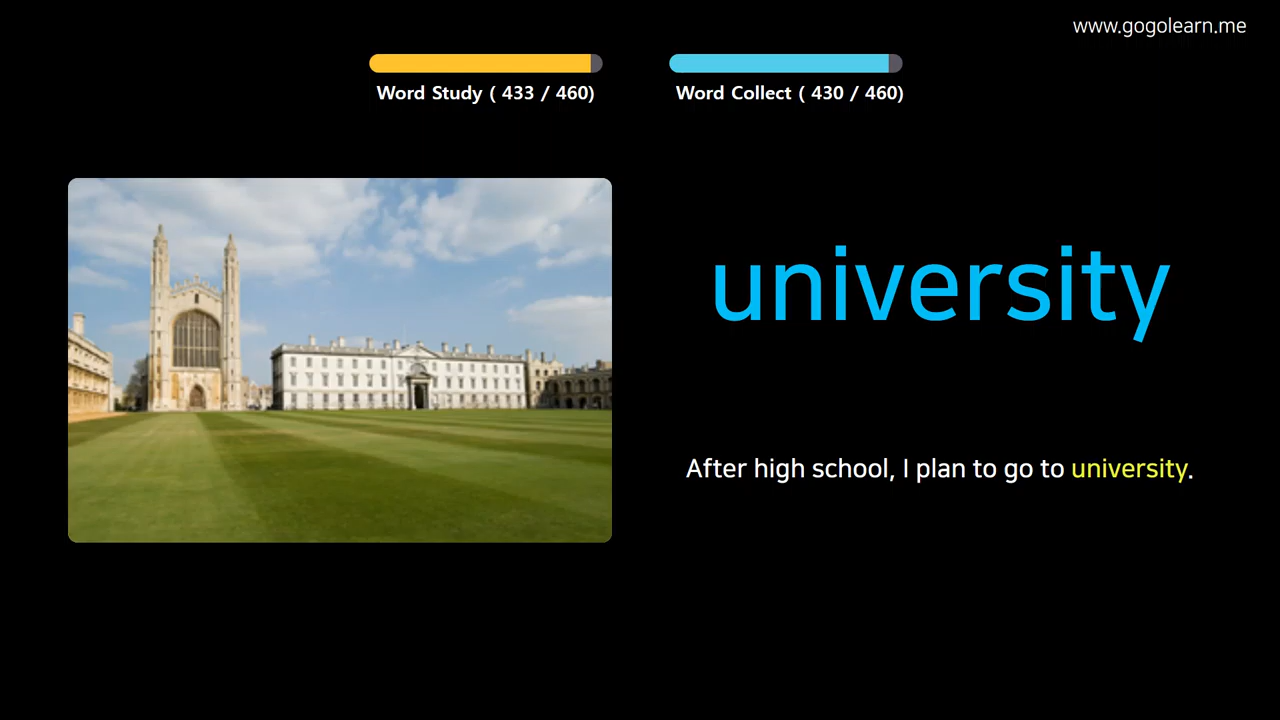 www.gogolearn.me
Word Study ( 433 / 460)
Word Collect ( 430 / 460)
university
After high school, I plan to go to university.